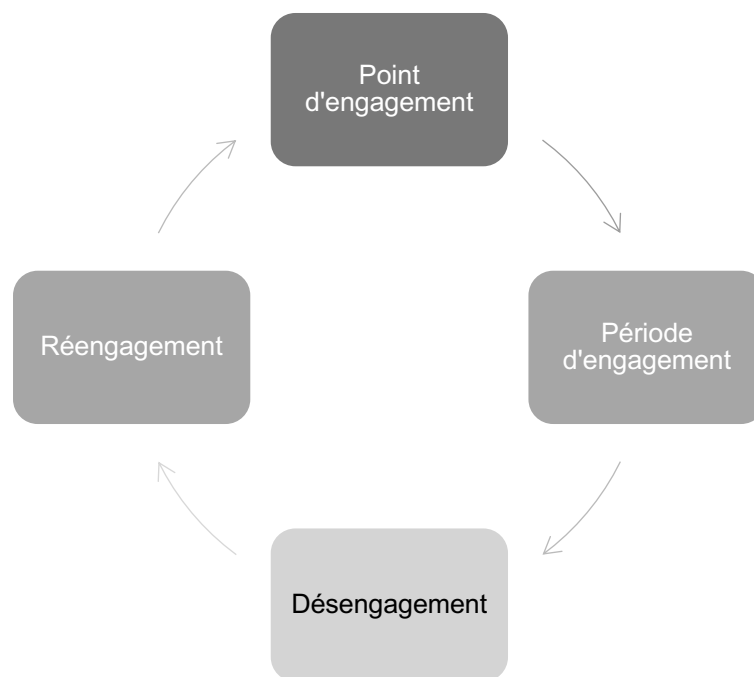 Point
d'engagement
Période
d'engagement
Désengagement
Réengagement